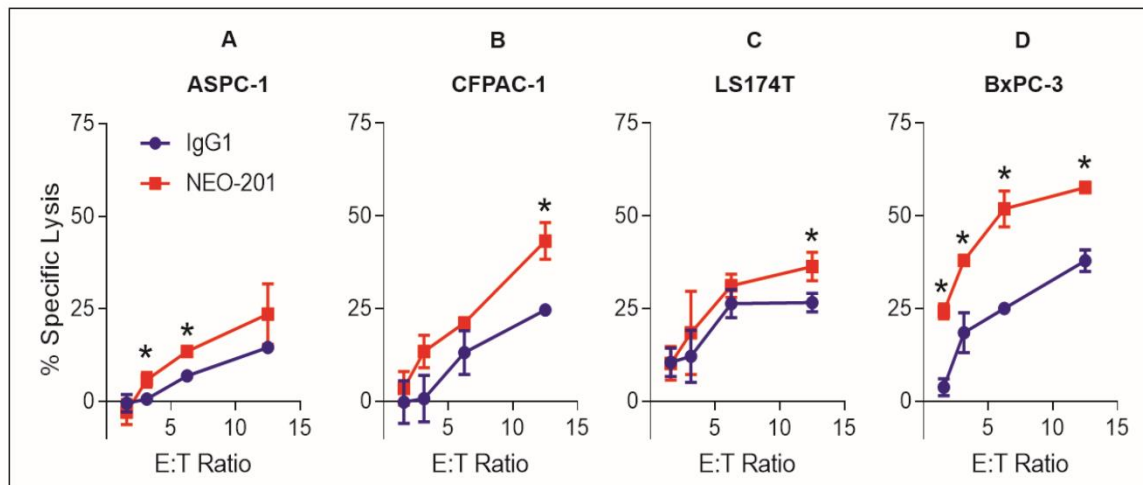 A B C D
ASPC-1 CFPAC-1 LS174T BxPC-3
% Specific Lysis
75 75 75 75
IgG1
NEO-201
* * * * * * * *
50 50 50 50
25 25 25 25
0 0 0 0
5 10 15 5 10 15 5 10 15 5 10 15
E:T Ratio E:T Ratio E:T Ratio E:T Ratio